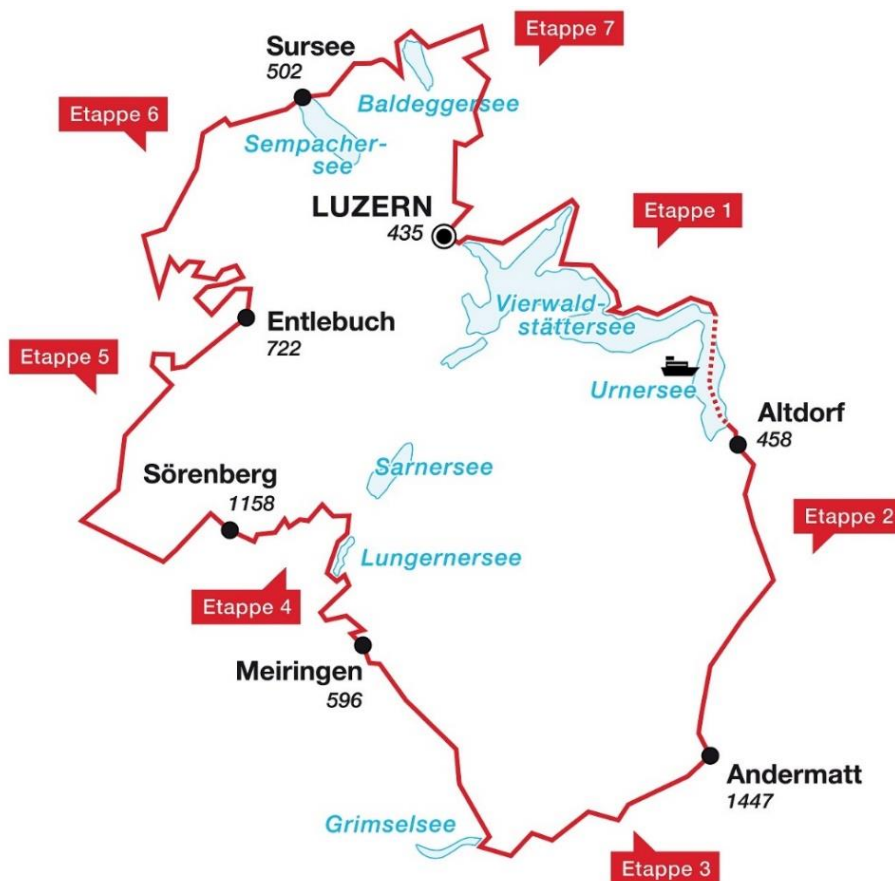 Etappe 7
Sursee
502
Baldeggersee
Etappe 6
Sempacher-
see
LUZERN
435
Etappe 1
Vierwald-
stättersee
Entlebuch
722
Etappe 5
Urnersee
Altdorf
458
Sarnersee
Sörenberg
1158
Etappe 2
Lungernersee
Etappe 4
Meiringen
596
Andermatt
1447
Grimselsee
Etappe 3